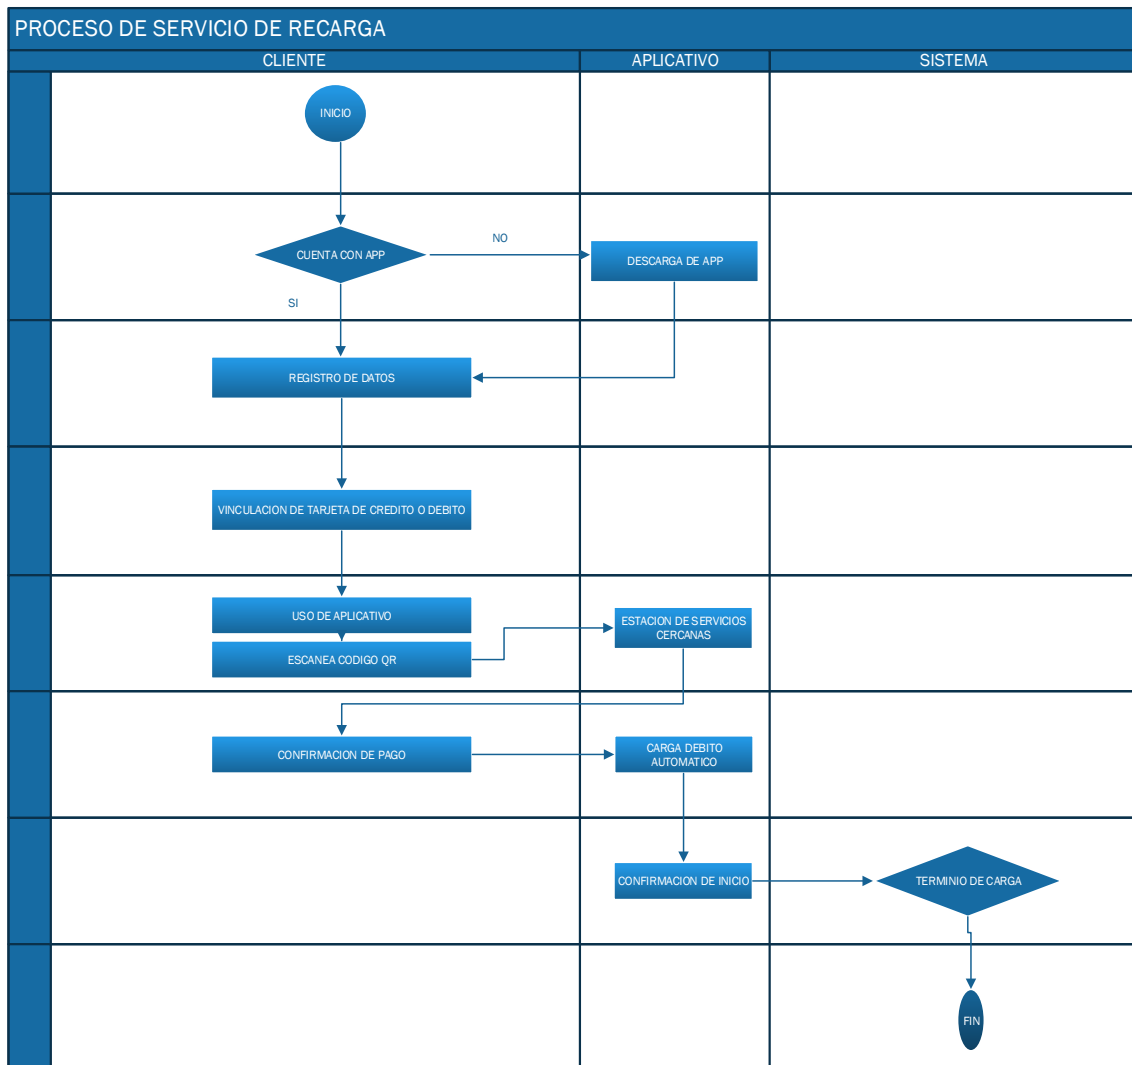 PROCESO DE SERVICIO DE RECARGA
CLIENTE
APLICATIVO
SISTEMA
INICIO
CUENTA CON APP
NO
DESCARGA DE APP
SI
REGISTRO DE DATOS
VINCULACION DE TARJETA DE CREDITO O DEBITO
USO DE APLICATIVO
ESCANEA CODIGO QR
ESTACION DE SERVICIOS
CERCANAS
CONFIRMACION DE PAGO
CARGA DEBITO
AUTOMATICO
CONFIRMACION DE INICIO
TERMINIO DE CARGA
FIN